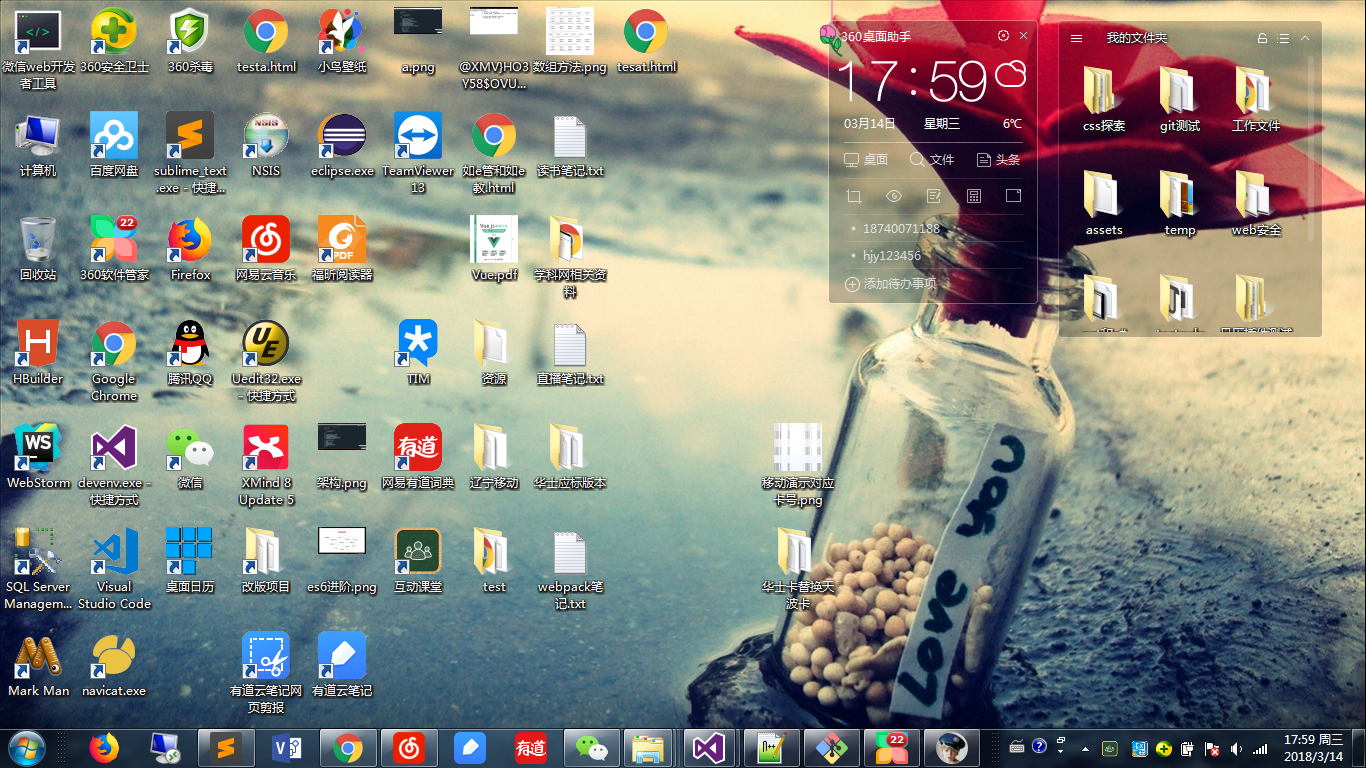 微信web开发
者工具
360安全卫士
360杀毒
testa.html
小鸟壁纸
a.png
@XMV}HO3
Y58$OVU...
数组方法.png
tesat.html
计算机
百度网盘
sublime_text
.exe - 快捷...
NSIS
eclipse.exe
TeamViewer
13
如e管和如e
教.html
读书笔记.txt
回收站
22
360软件管家
Firefox
网易云音乐
PDF
福昕阅读器
Vue.pdf
学科网相关资
料
HBuilder
Google
Chrome
腾讯QQ
UE
Uedit32.exe
- 快捷方式
TIM
资源
直播笔记.txt
WS
WebStorm
devenv.exe -
快捷方式
微信
XMind 8
Update 5
架构.png
有道
网易有道词典
辽宁移动
华士应标版本
移动演示对应
卡号.png
SQL Server
Managem...
Visual
Studio Code
桌面日历
改版项目
es6进阶.png
互动课堂
test
webpack笔
记.txt
华士卡替换天
波卡
Mark Man
navicat.exe
有道云笔记网
页剪报
有道云笔记
360桌面助手
17:59
03月14日 星期三 6℃
桌面 文件 头条
18740071188
hjy123456
添加待办事项
我的文件夹
css探索
git测试
工作文件
assets
temp
web安全
Love you
有道
22
17:59 周三
2018/3/14